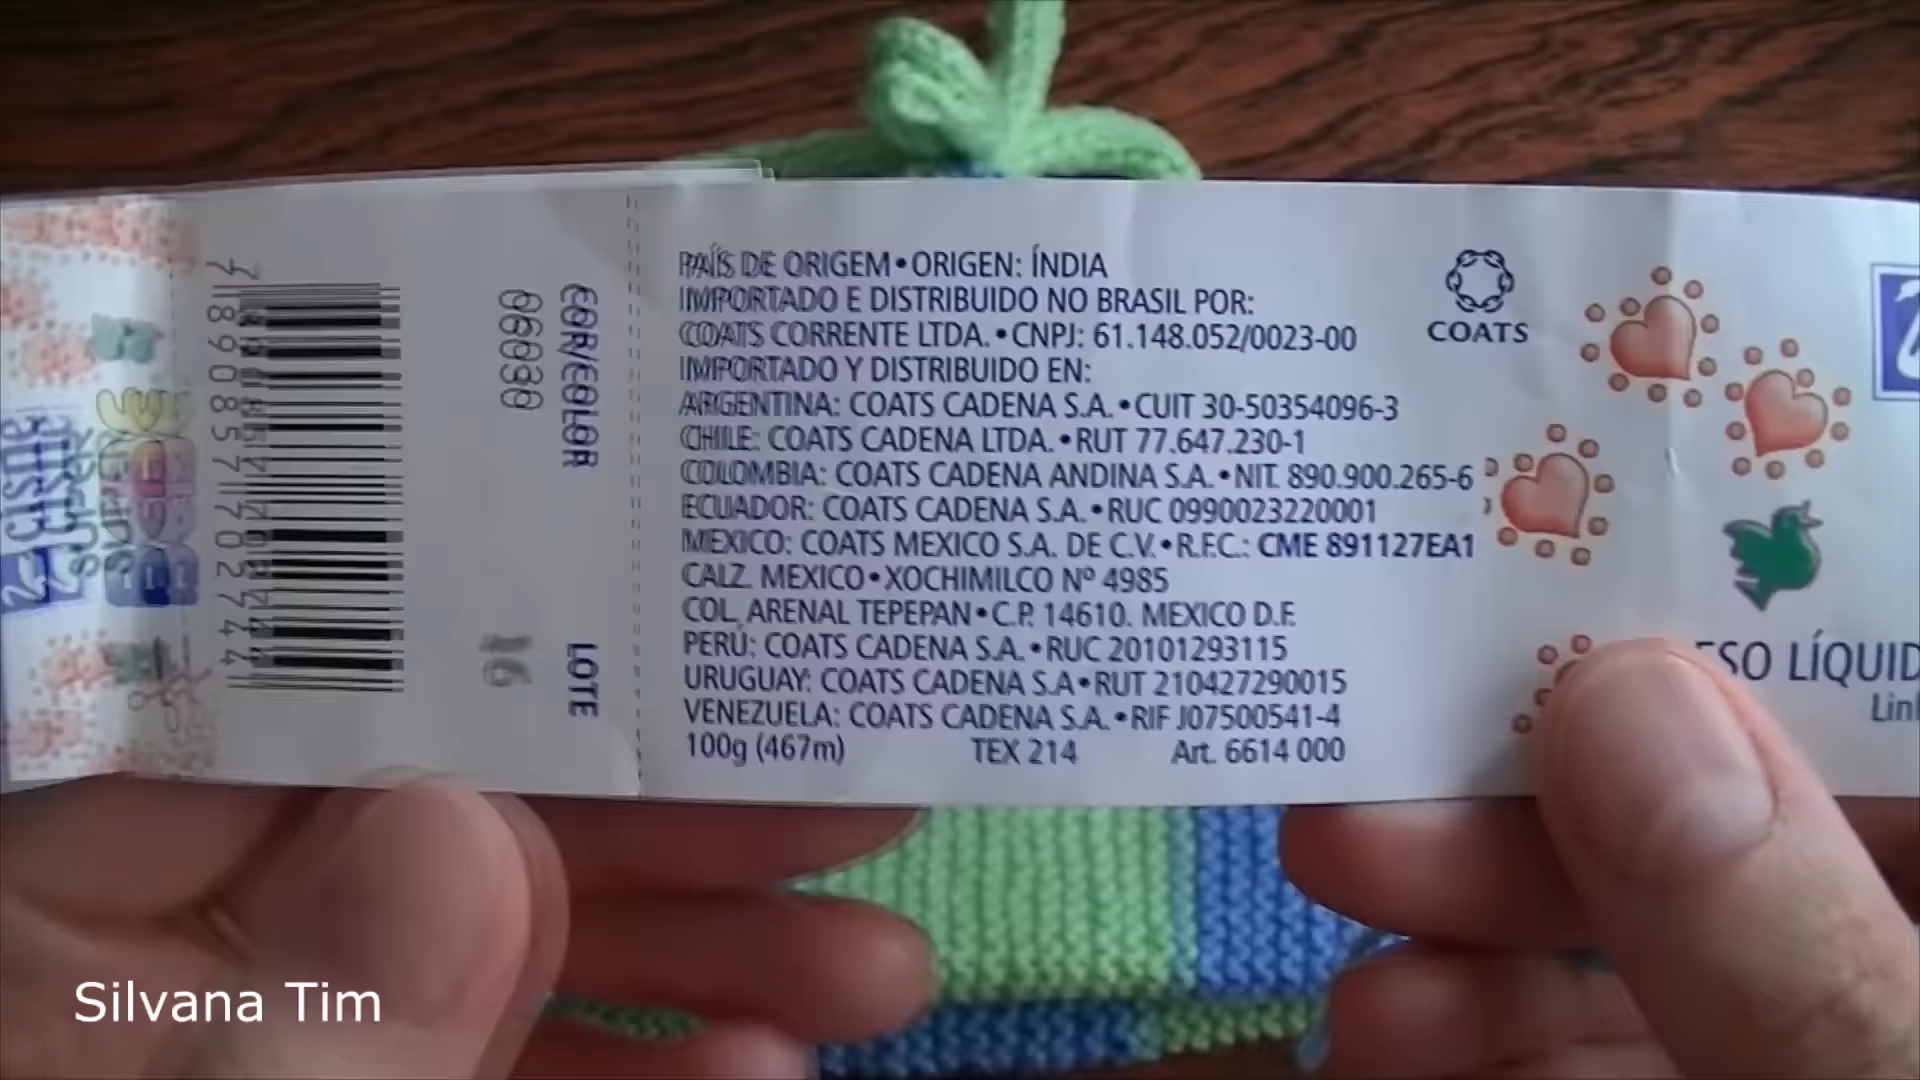 PAÍS DE ORIGEM • ORIGEN: ÍNDIA
IMPORTADO E DISTRIBUIDO NO BRASIL POR:
COATS CORRENTE LTDA. • CNPJ: 61.148.052/0023-00
IMPORTADO Y DISTRIBUIDO EN:
ARGENTINA: COATS CADENA S.A. • CUIT 30-50354096-3
CHILE: COATS CADENA LTDA. • RUT 77.647.230-1
COLOMBIA: COATS CADENA ANDINA S.A. • NIT. 890.900.265-6
ECUADOR: COATS CADENA S.A. • RUC 0990023220001
MEXICO: COATS MEXICO S.A. DE C.V. • R.F.C.: CME 891127EA1
CALZ. MEXICO • XOCHIMILCO Nº 4985
COL, ARENAL TEPEPAN • C.P. 14610. MEXICO D.F.
PERÚ: COATS CADENA S.A. • RUC 20101293115
URUGUAY: COATS CADENA S.A • RUT 210427290015
VENEZUELA: COATS CADENA S.A. • RIF J07500541-4
100g (467m) TEX 214 Art. 6614 000
COATS
COR/COLOR
LOTE
16
cisne
SUPER
LÍQUID
Silvana Tim